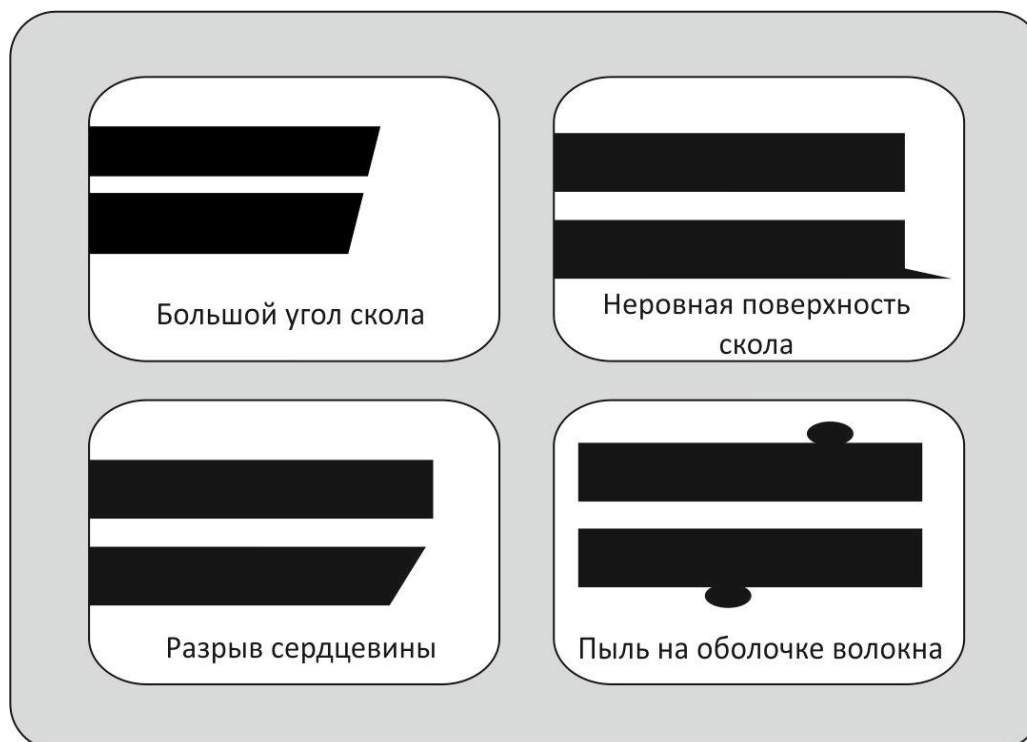 Большой угол скола
Неровная поверхность
скола
Разрыв сердцевины
Пыль на оболочке волокна